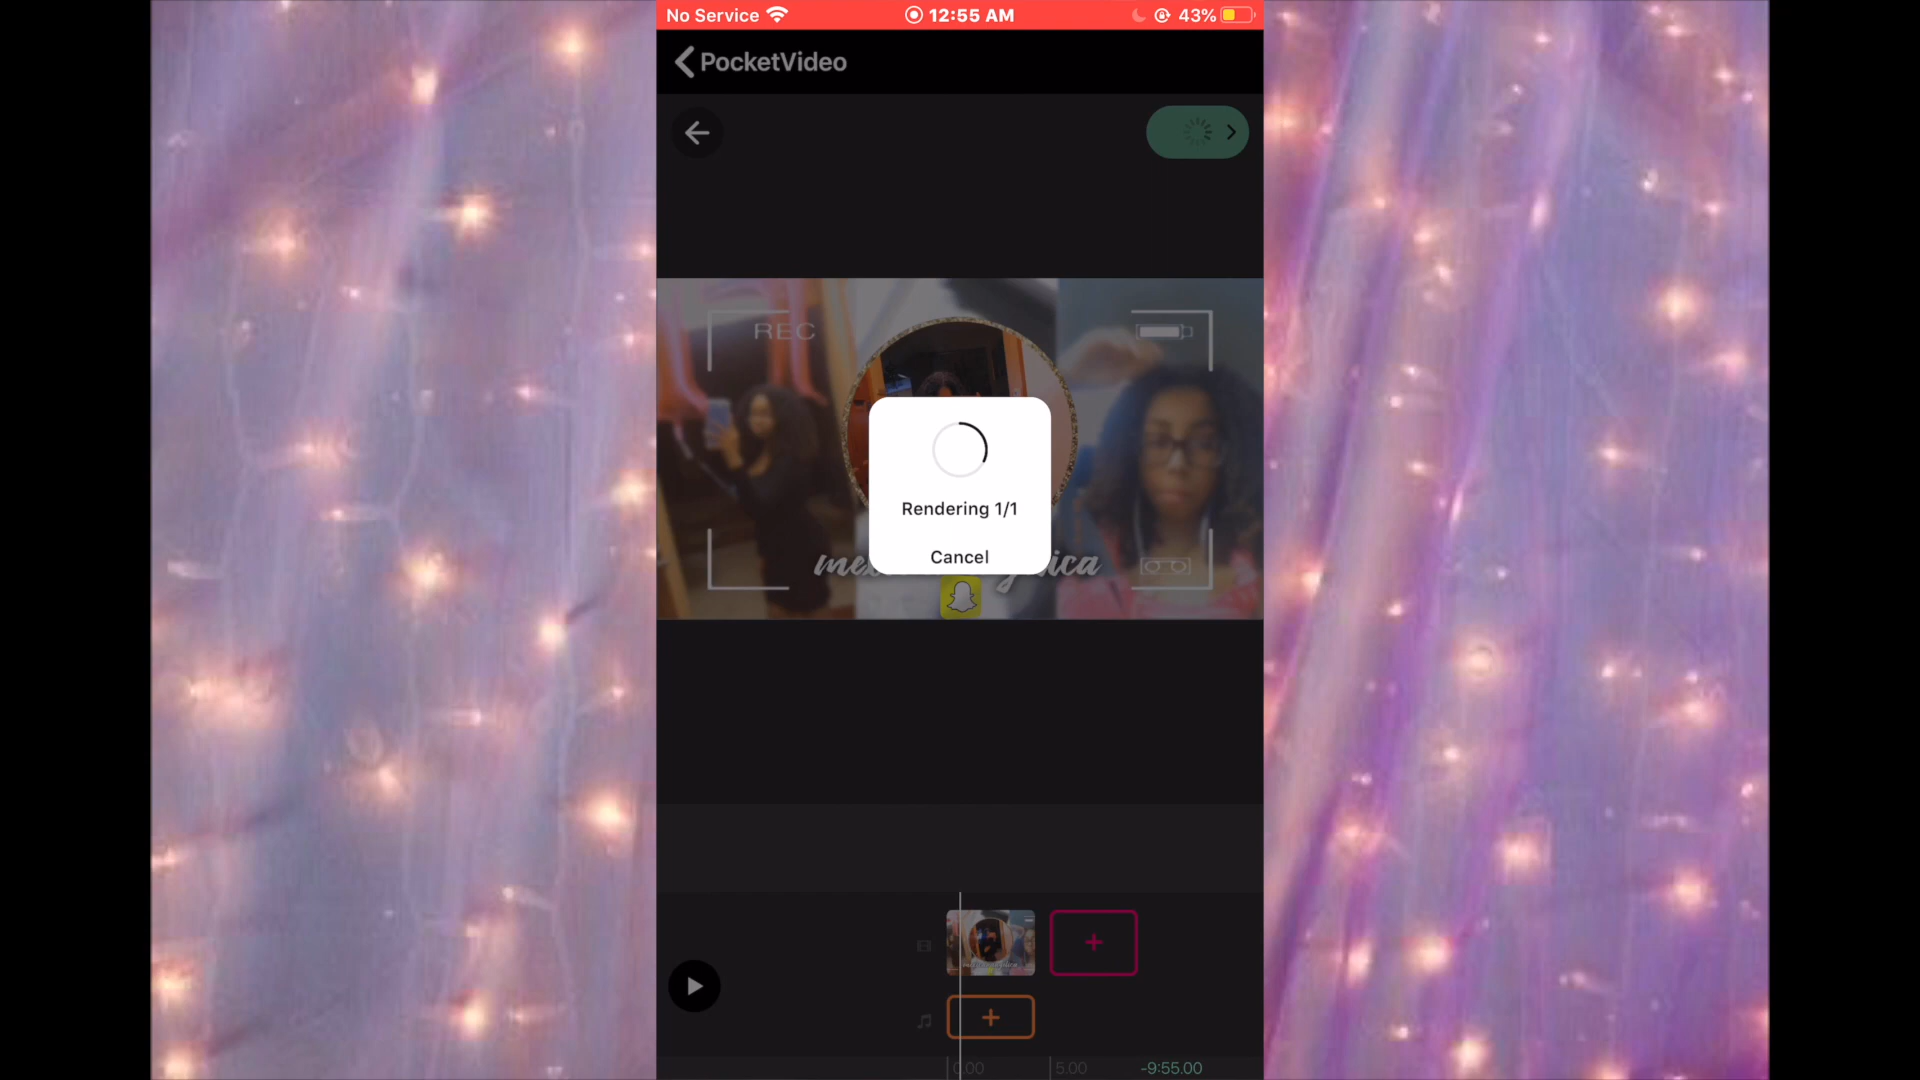 No Service 12:55 AM 43%
PocketVideo
REC
Rendering 1/1
Cancel
0.00 5.00 -9:55.00